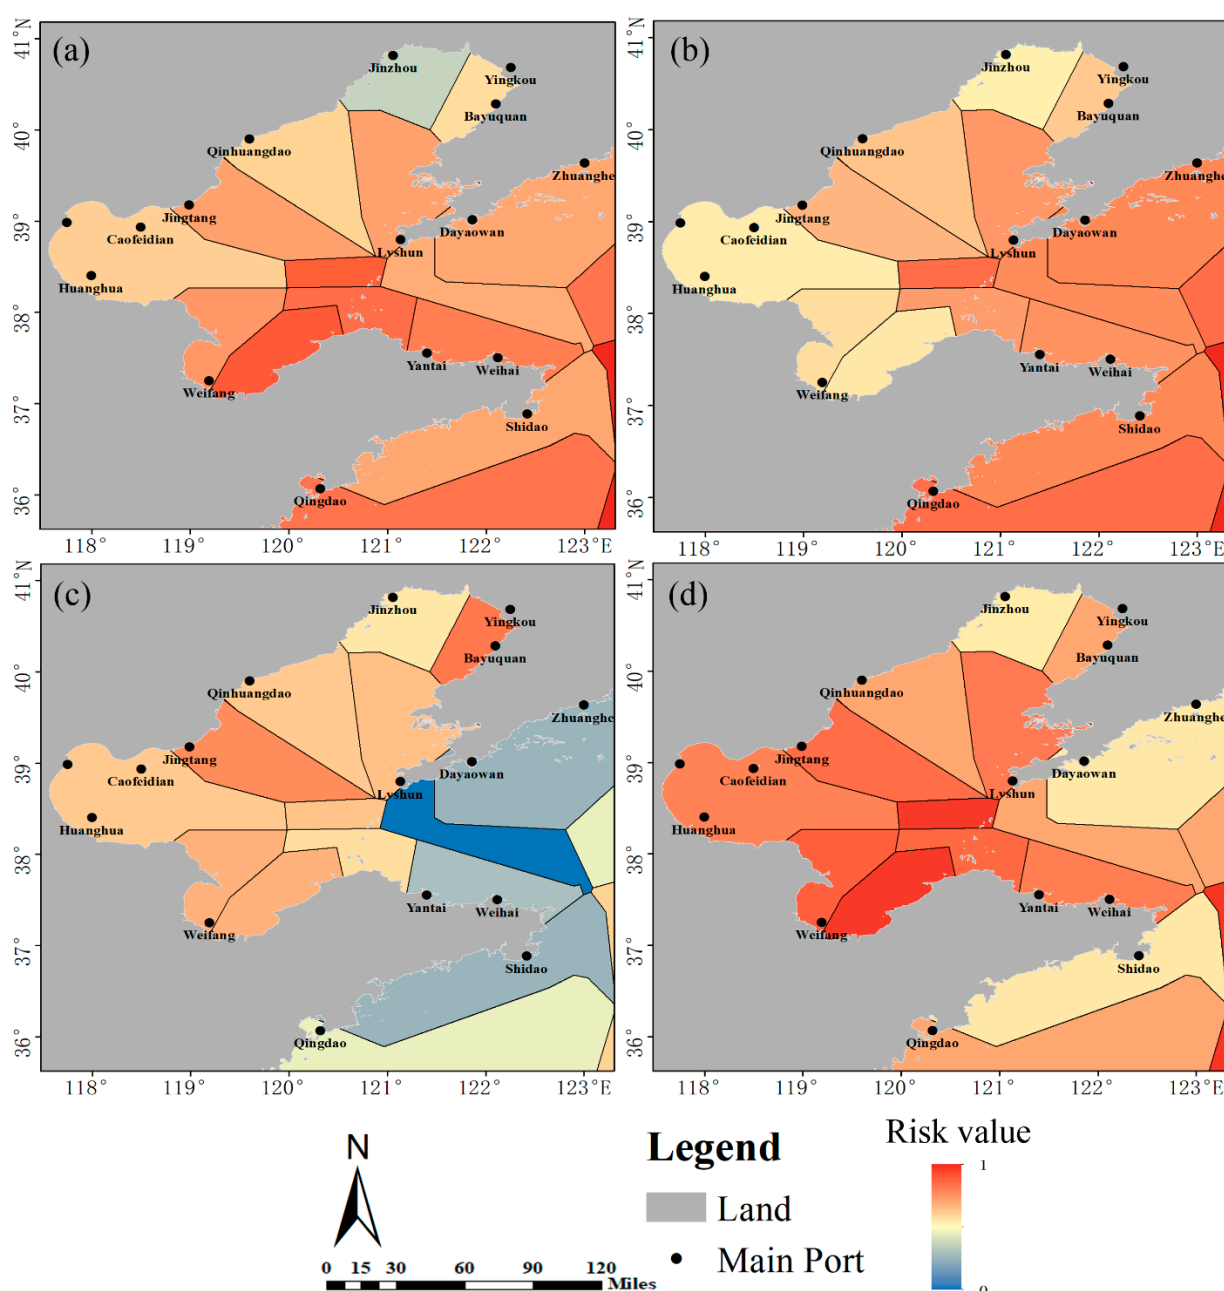 (a)
41°N
40°
39°
38°
37°
36°
Jinzhou
Yingkou
Bayuquan
Qinhuangdao
Zhuanghe
Jingtang
Caofeidian
Dayaowan
Lvshun
Huanghua
Yantai
Weihai
Weifang
Shidao
Qingdao
118° 119° 120° 121° 122° 123°E
(b)
41°N
40°
39°
38°
37°
36°
Jinzhou
Yingkou
Bayuquan
Qinhuangdao
Zhuanghe
Jingtang
Caofeidian
Dayaowan
Lvshun
Huanghua
Yantai
Weihai
Weifang
Shidao
Qingdao
118° 119° 120° 121° 122° 123°E
(c)
41°N
40°
39°
38°
37°
36°
Jinzhou
Yingkou
Bayuquan
Qinhuangdao
Zhuanghe
Jingtang
Caofeidian
Dayaowan
Lvshun
Huanghua
Yantai
Weihai
Weifang
Shidao
Qingdao
118° 119° 120° 121° 122° 123°E
(d)
41°N
40°
39°
38°
37°
36°
Jinzhou
Yingkou
Bayuquan
Qinhuangdao
Zhuanghe
Jingtang
Caofeidian
Dayaowan
Lvshun
Huanghua
Yantai
Weihai
Weifang
Shidao
Qingdao
118° 119° 120° 121° 122° 123°E
N
0 15 30 60 90 120
Miles
Legend
Land
Main Port
Risk value
1
0